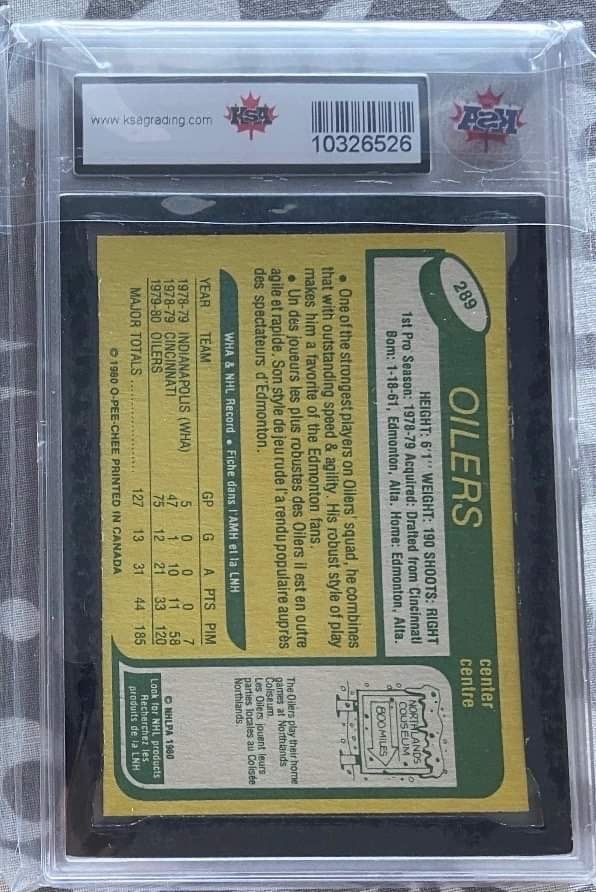 www.ksagrading.com
KSA
10326526
KSA
289
OILERS
center
centre
HEIGHT: 6'1" WEIGHT: 190 SHOOTS: RIGHT
1st Pro Season: 1978-79 Acquired: Drafted from Cincinnati
Born: 1-18-61, Edmonton, Alta. Home: Edmonton, Alta.
• One of the strongest players on Oilers' squad, he combines
that with outstanding speed & agility. His robust style of play
makes him a favorite of the Edmonton fans.
• Un des joueurs les plus robustes des Oilers il est en outre
agile et rapide. Son style de jeu rude l'a rendu populaire auprès
des spectateurs d'Edmonton.
WHA & NHL Record • Fiche dans l'AMH et la LNH
YEAR TEAM GP G A PTS PIM
1978-79 INDIANAPOLIS (WHA) 5 0 0 0 7
1978-79 CINCINNATI 47 1 10 11 58
1979-80 OILERS 75 12 21 33 120
MAJOR TOTALS .................. 127 13 31 44 185
© 1980 O-PEE-CHEE PRINTED IN CANADA
NORTHLANDS
COLISEUM
800 MILES
The Oilers play their home
games at Northlands
Coliseum
Les Oilers jouent leurs
parties locales au Colisée
Northlands
© NHLPA 1980
Look for NHL products
Recherchez les
produits de la LNH